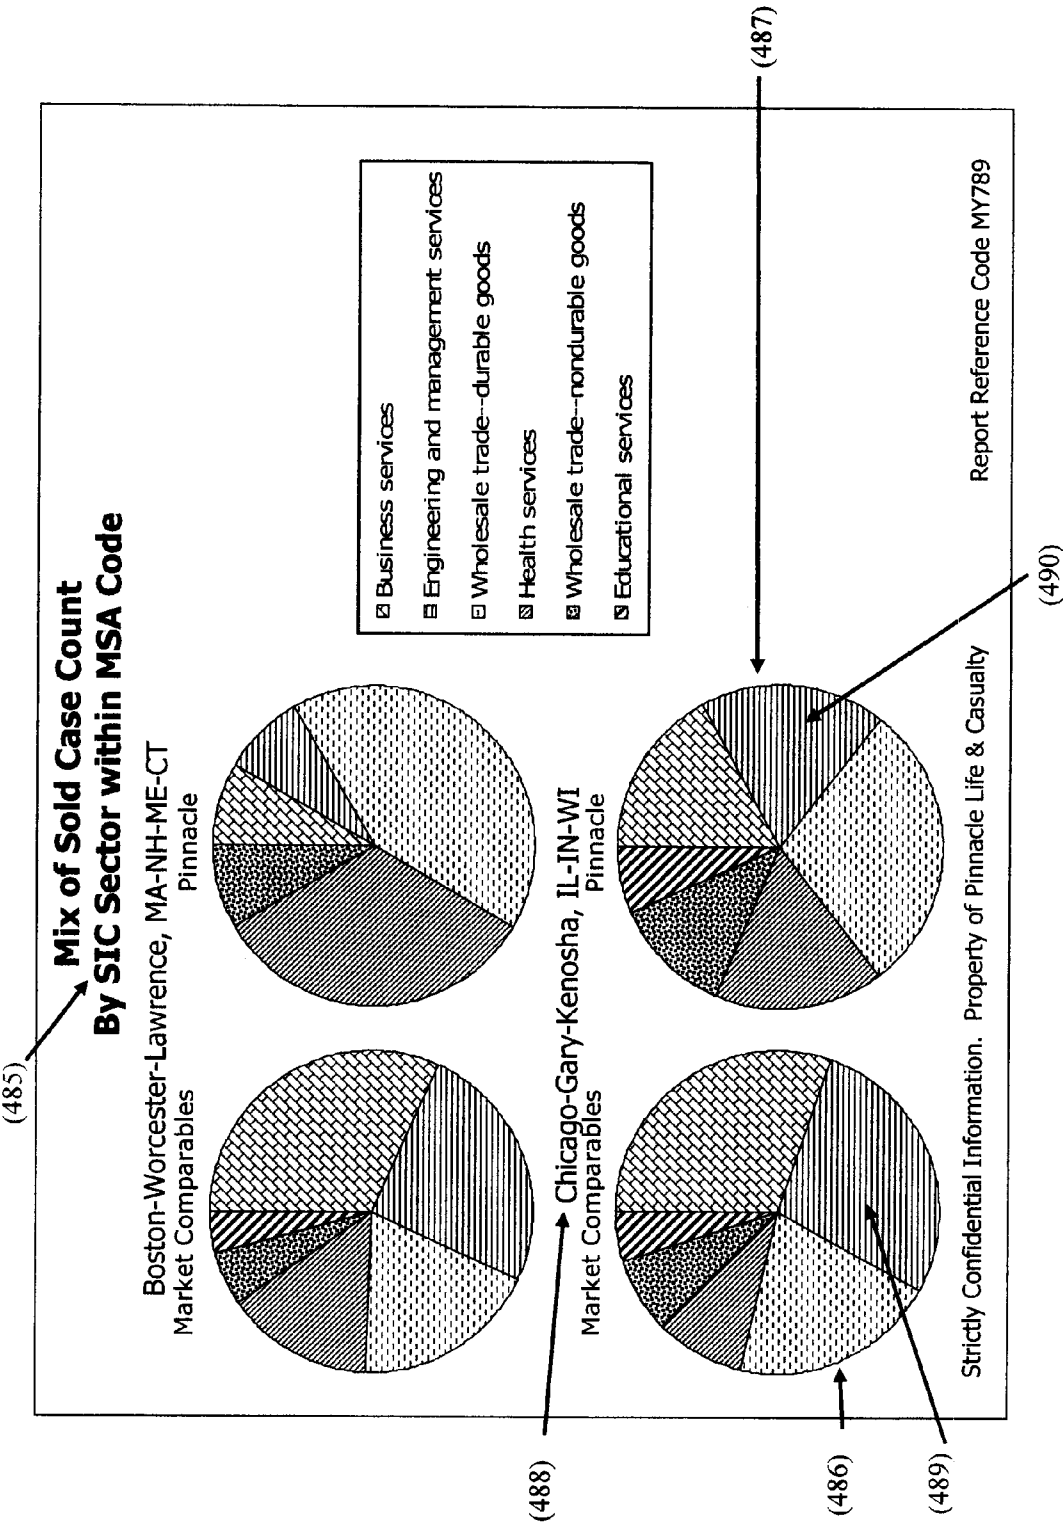 (485)
Mix of Sold Case Count
By SIC Sector within MSA Code
Boston-Worcester-Lawrence, MA-NH-ME-CT
Market Comparables
Pinnacle
Business services
Engineering and management services
Wholesale trade--durable goods
Health services
Wholesale trade--nondurable goods
Educational services
(488)
Chicago-Gary-Kenosha, IL-IN-WI
Market Comparables
Pinnacle
(487)
(486)
(489)
(490)
Strictly Confidential Information. Property of Pinnacle Life & Casualty
Report Reference Code MY789